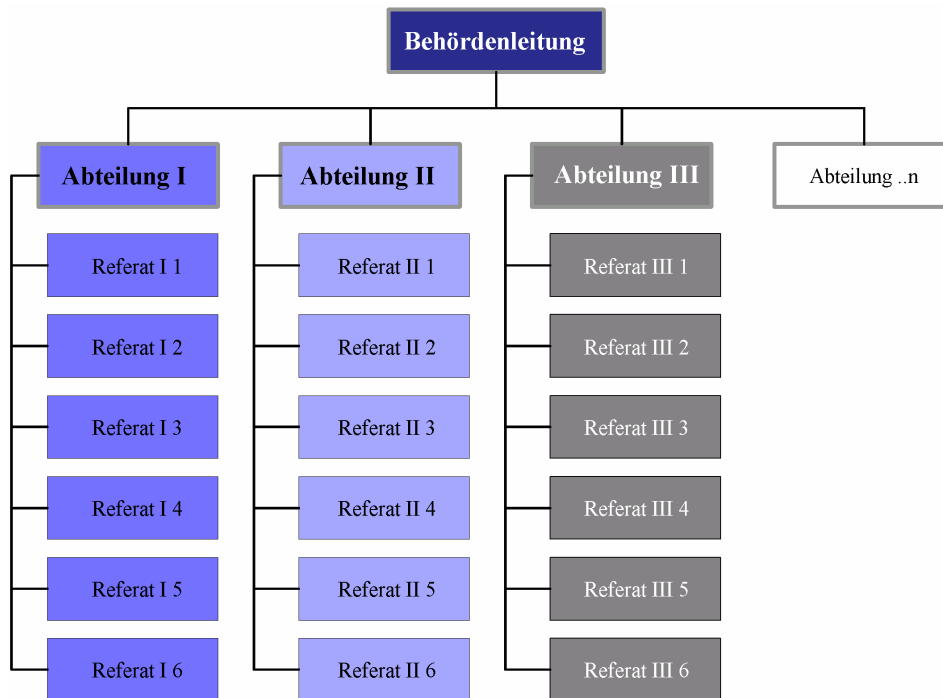 Behördenleitung
Abteilung I
Abteilung II
Abteilung III
Abteilung ..n
Referat I 1
Referat II 1
Referat III 1
Referat I 2
Referat II 2
Referat III 2
Referat I 3
Referat II 3
Referat III 3
Referat I 4
Referat II 4
Referat III 4
Referat I 5
Referat II 5
Referat III 5
Referat I 6
Referat II 6
Referat III 6